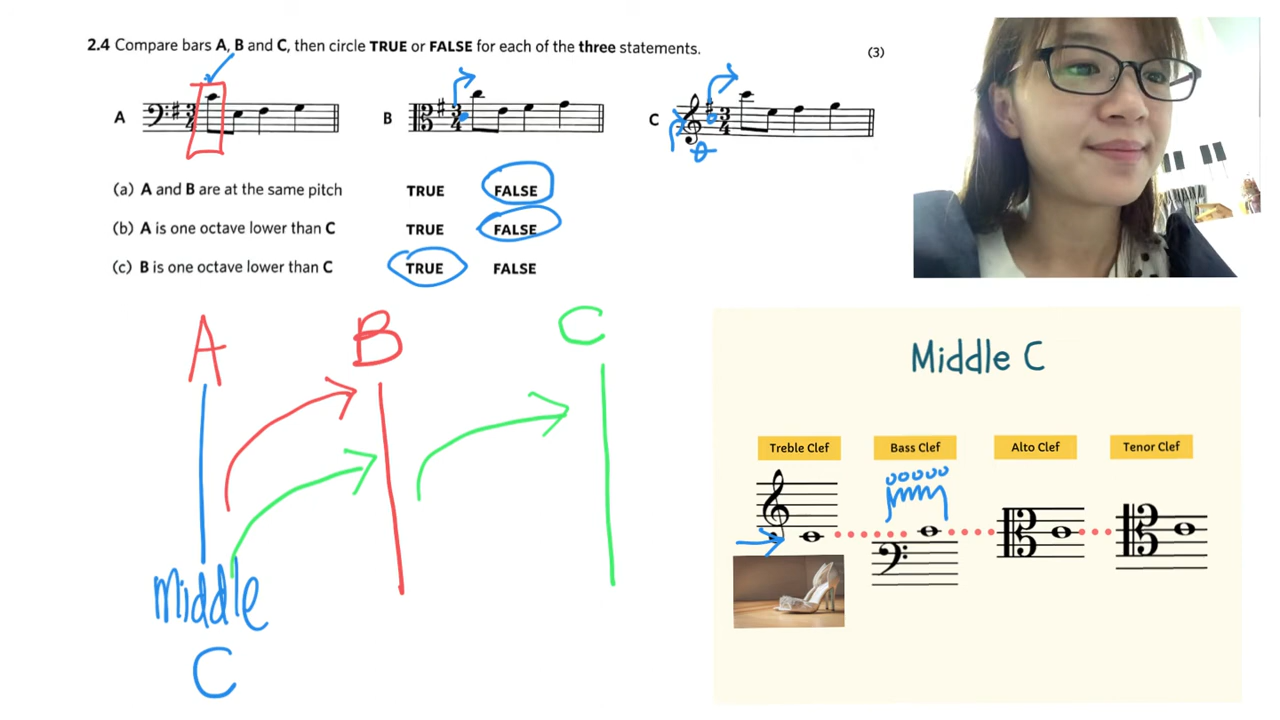 2.4 Compare bars A, B and C, then circle TRUE or FALSE for each of the three statements.
(3)
A
B
C
(a) A and B are at the same pitch TRUE FALSE
(b) A is one octave lower than C TRUE FALSE
(c) B is one octave lower than C TRUE FALSE
A B C
Middle C
Middle C
Treble Clef Bass Clef Alto Clef Tenor Clef